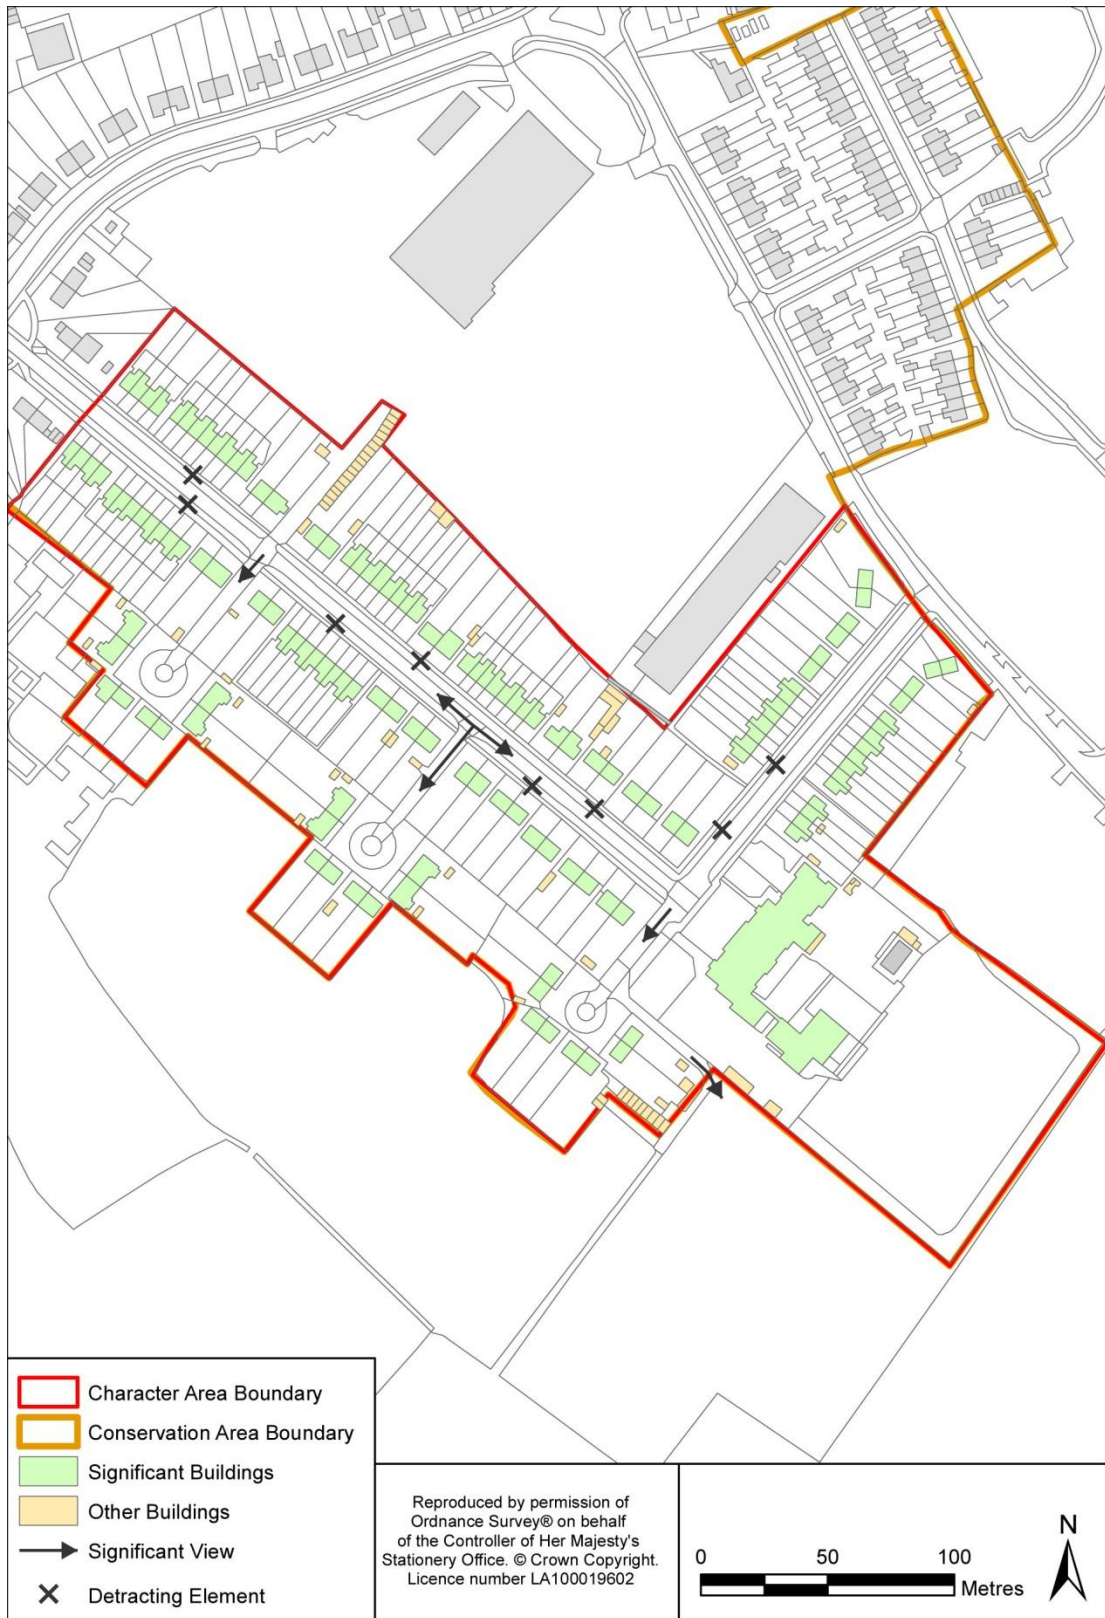 Character Area Boundary
Conservation Area Boundary
Significant Buildings
Other Buildings
Significant View
Detracting Element
Reproduced by permission of
Ordnance Survey® on behalf
of the Controller of Her Majesty's
Stationery Office. © Crown Copyright.
Licence number LA100019602
0 50 100
Metres
N